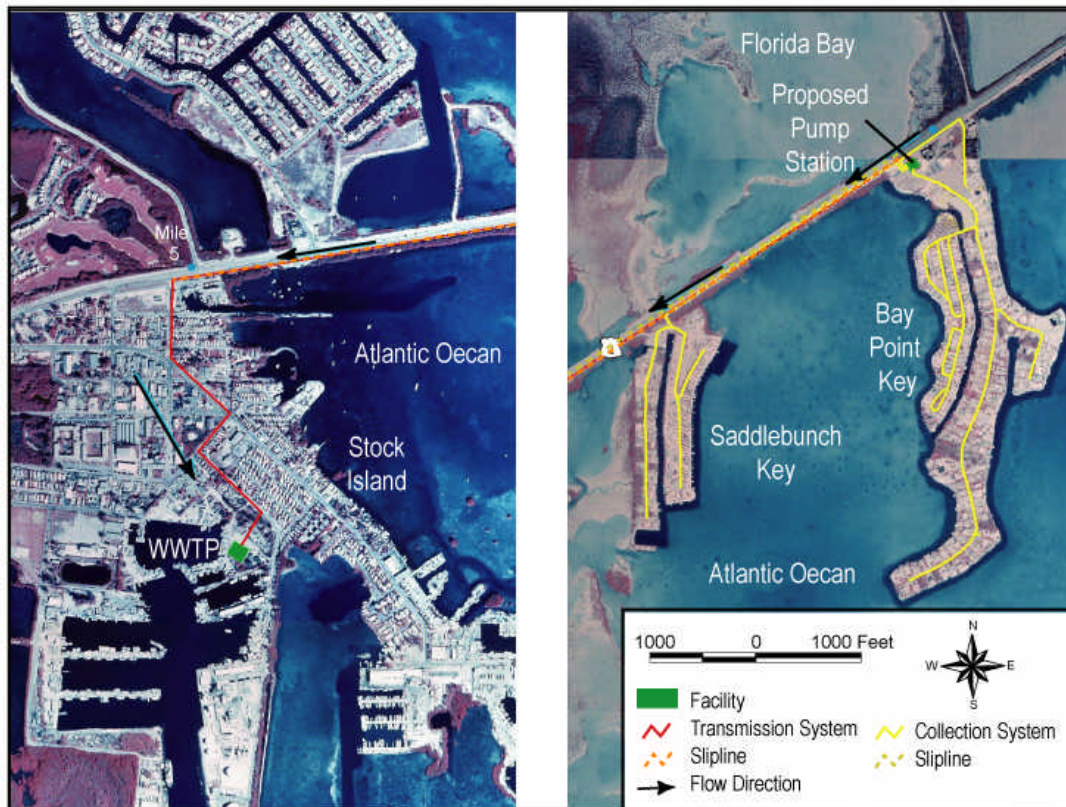 Mile
5
Atlantic Oecan
Stock
Island
WWTP
Florida Bay
Proposed
Pump
Station
Bay
Point
Key
Saddlebunch
Key
Atlantic Oecan
1000 0 1000 Feet
N
W E
S
Facility
Transmission System
Collection System
Slipline
Slipline
Flow Direction